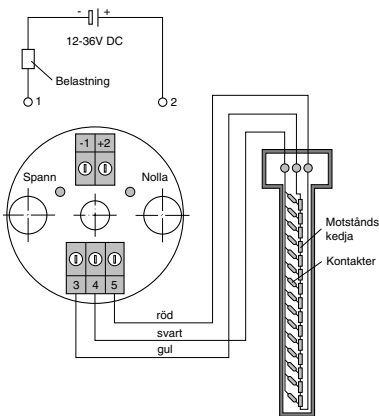 - +
12-36V DC
Belastning
1 2
-1 +2
Spann Nolla
Motstånds
kedja
Kontakter
3 4 5
röd
svart
gul